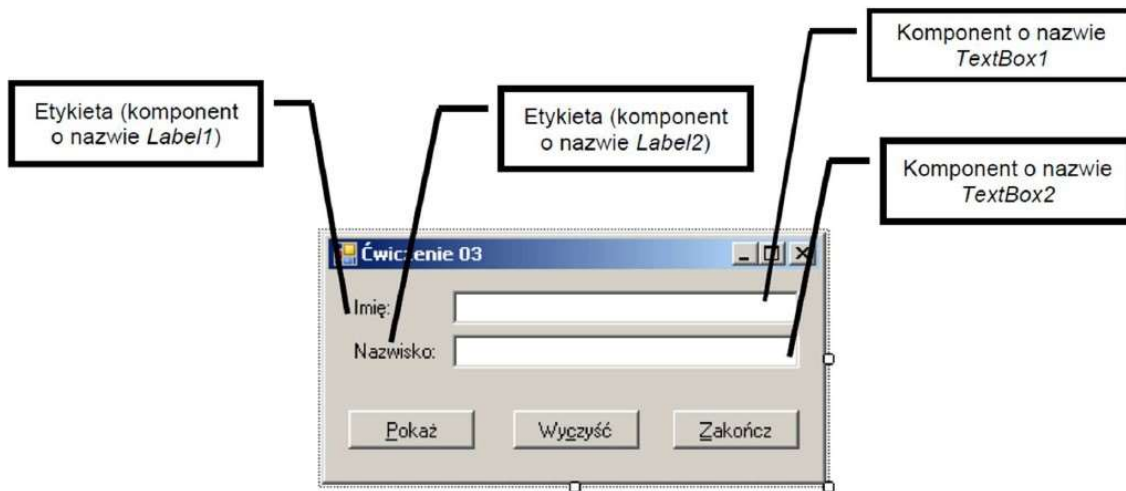 Komponent o nazwie
TextBox1
Etykieta (komponent
o nazwie Label1)
Etykieta (komponent
o nazwie Label2)
Komponent o nazwie
TextBox2
Ćwiczenie 03
Imię:
Nazwisko:
Pokaż
Wyczyść
Zakończ